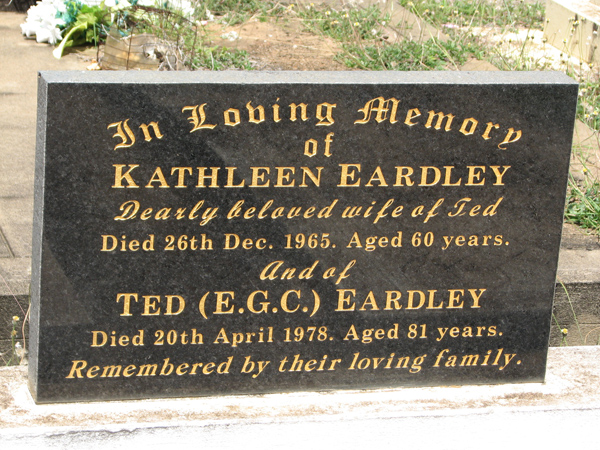 In Loving Memory
of
KATHLEEN EARDLEY
Dearly beloved wife of Ted
Died 26th Dec. 1965. Aged 60 years.
And of
TED (E.G.C.) EARDLEY
Died 20th April 1978. Aged 81 years.
Remembered by their loving family.